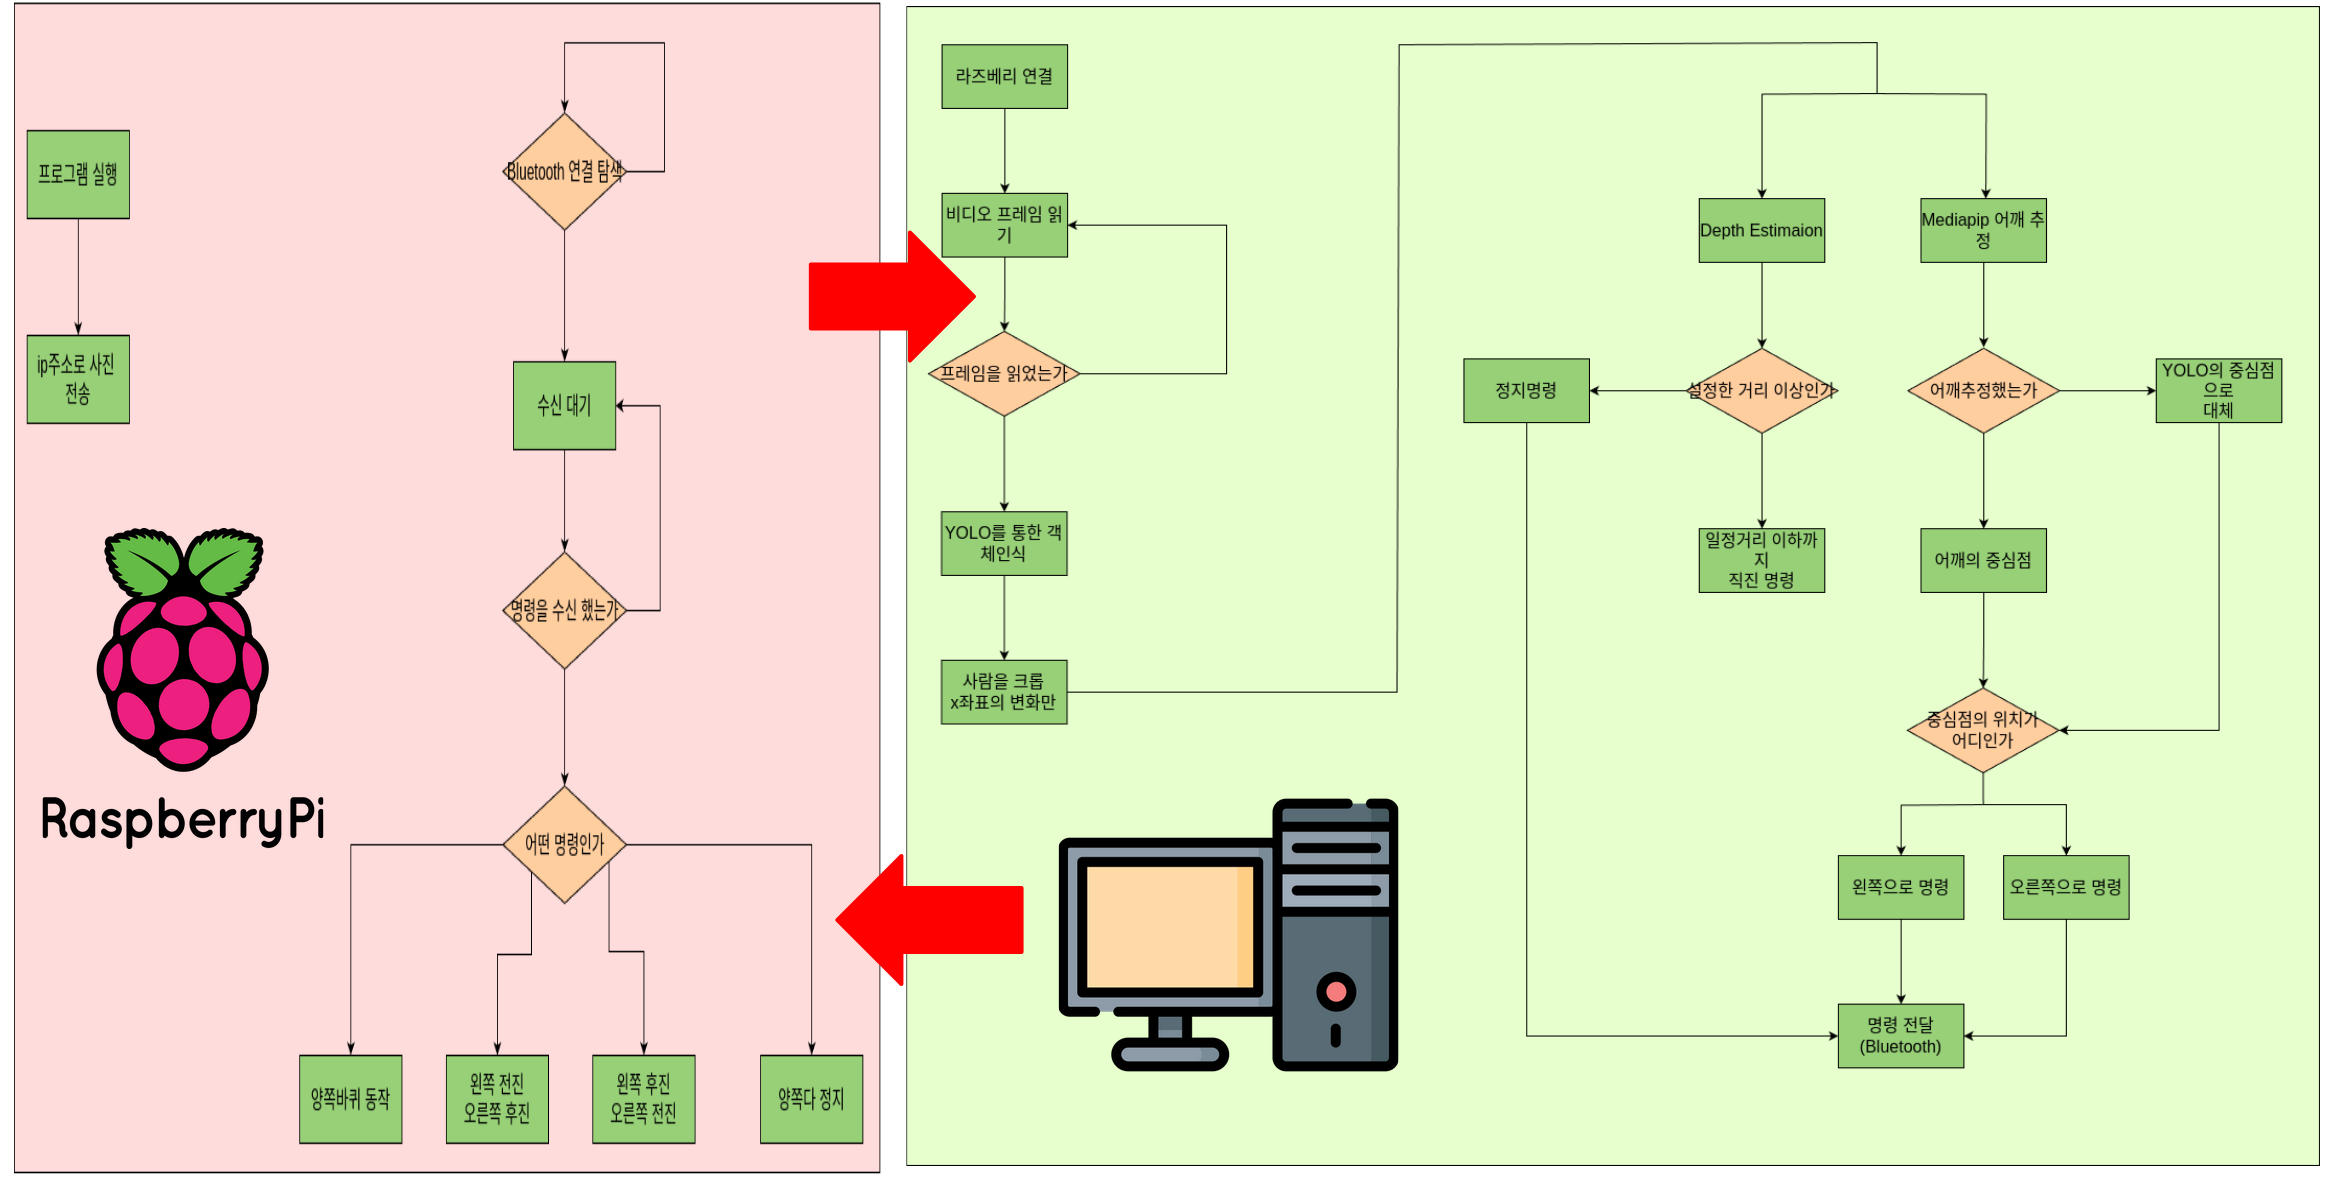 프로그램 실행
ip주소로 사진
전송
RaspberryPi
Bluetooth 연결 탐색
수신 대기
명령을 수신 했는가
어떤 명령인가
양쪽바퀴 동작
왼쪽 전진
오른쪽 후진
왼쪽 후진
오른쪽 전진
양쪽다 정지
라즈베리 연결
비디오 프레임 읽
기
프레임을 읽었는가
YOLO를 통한 객
체인식
사람을 크롭
x좌표의 변화만
Depth Estimaion
설정한 거리 이상인가
정지명령
일정거리 이하까
지
직진 명령
Mediapip 어깨 추
정
어깨추정했는가
YOLO의 중심점
으로
대체
어깨의 중심점
중심점의 위치가
어디인가
왼쪽으로 명령
오른쪽으로 명령
명령 전달
(Bluetooth)